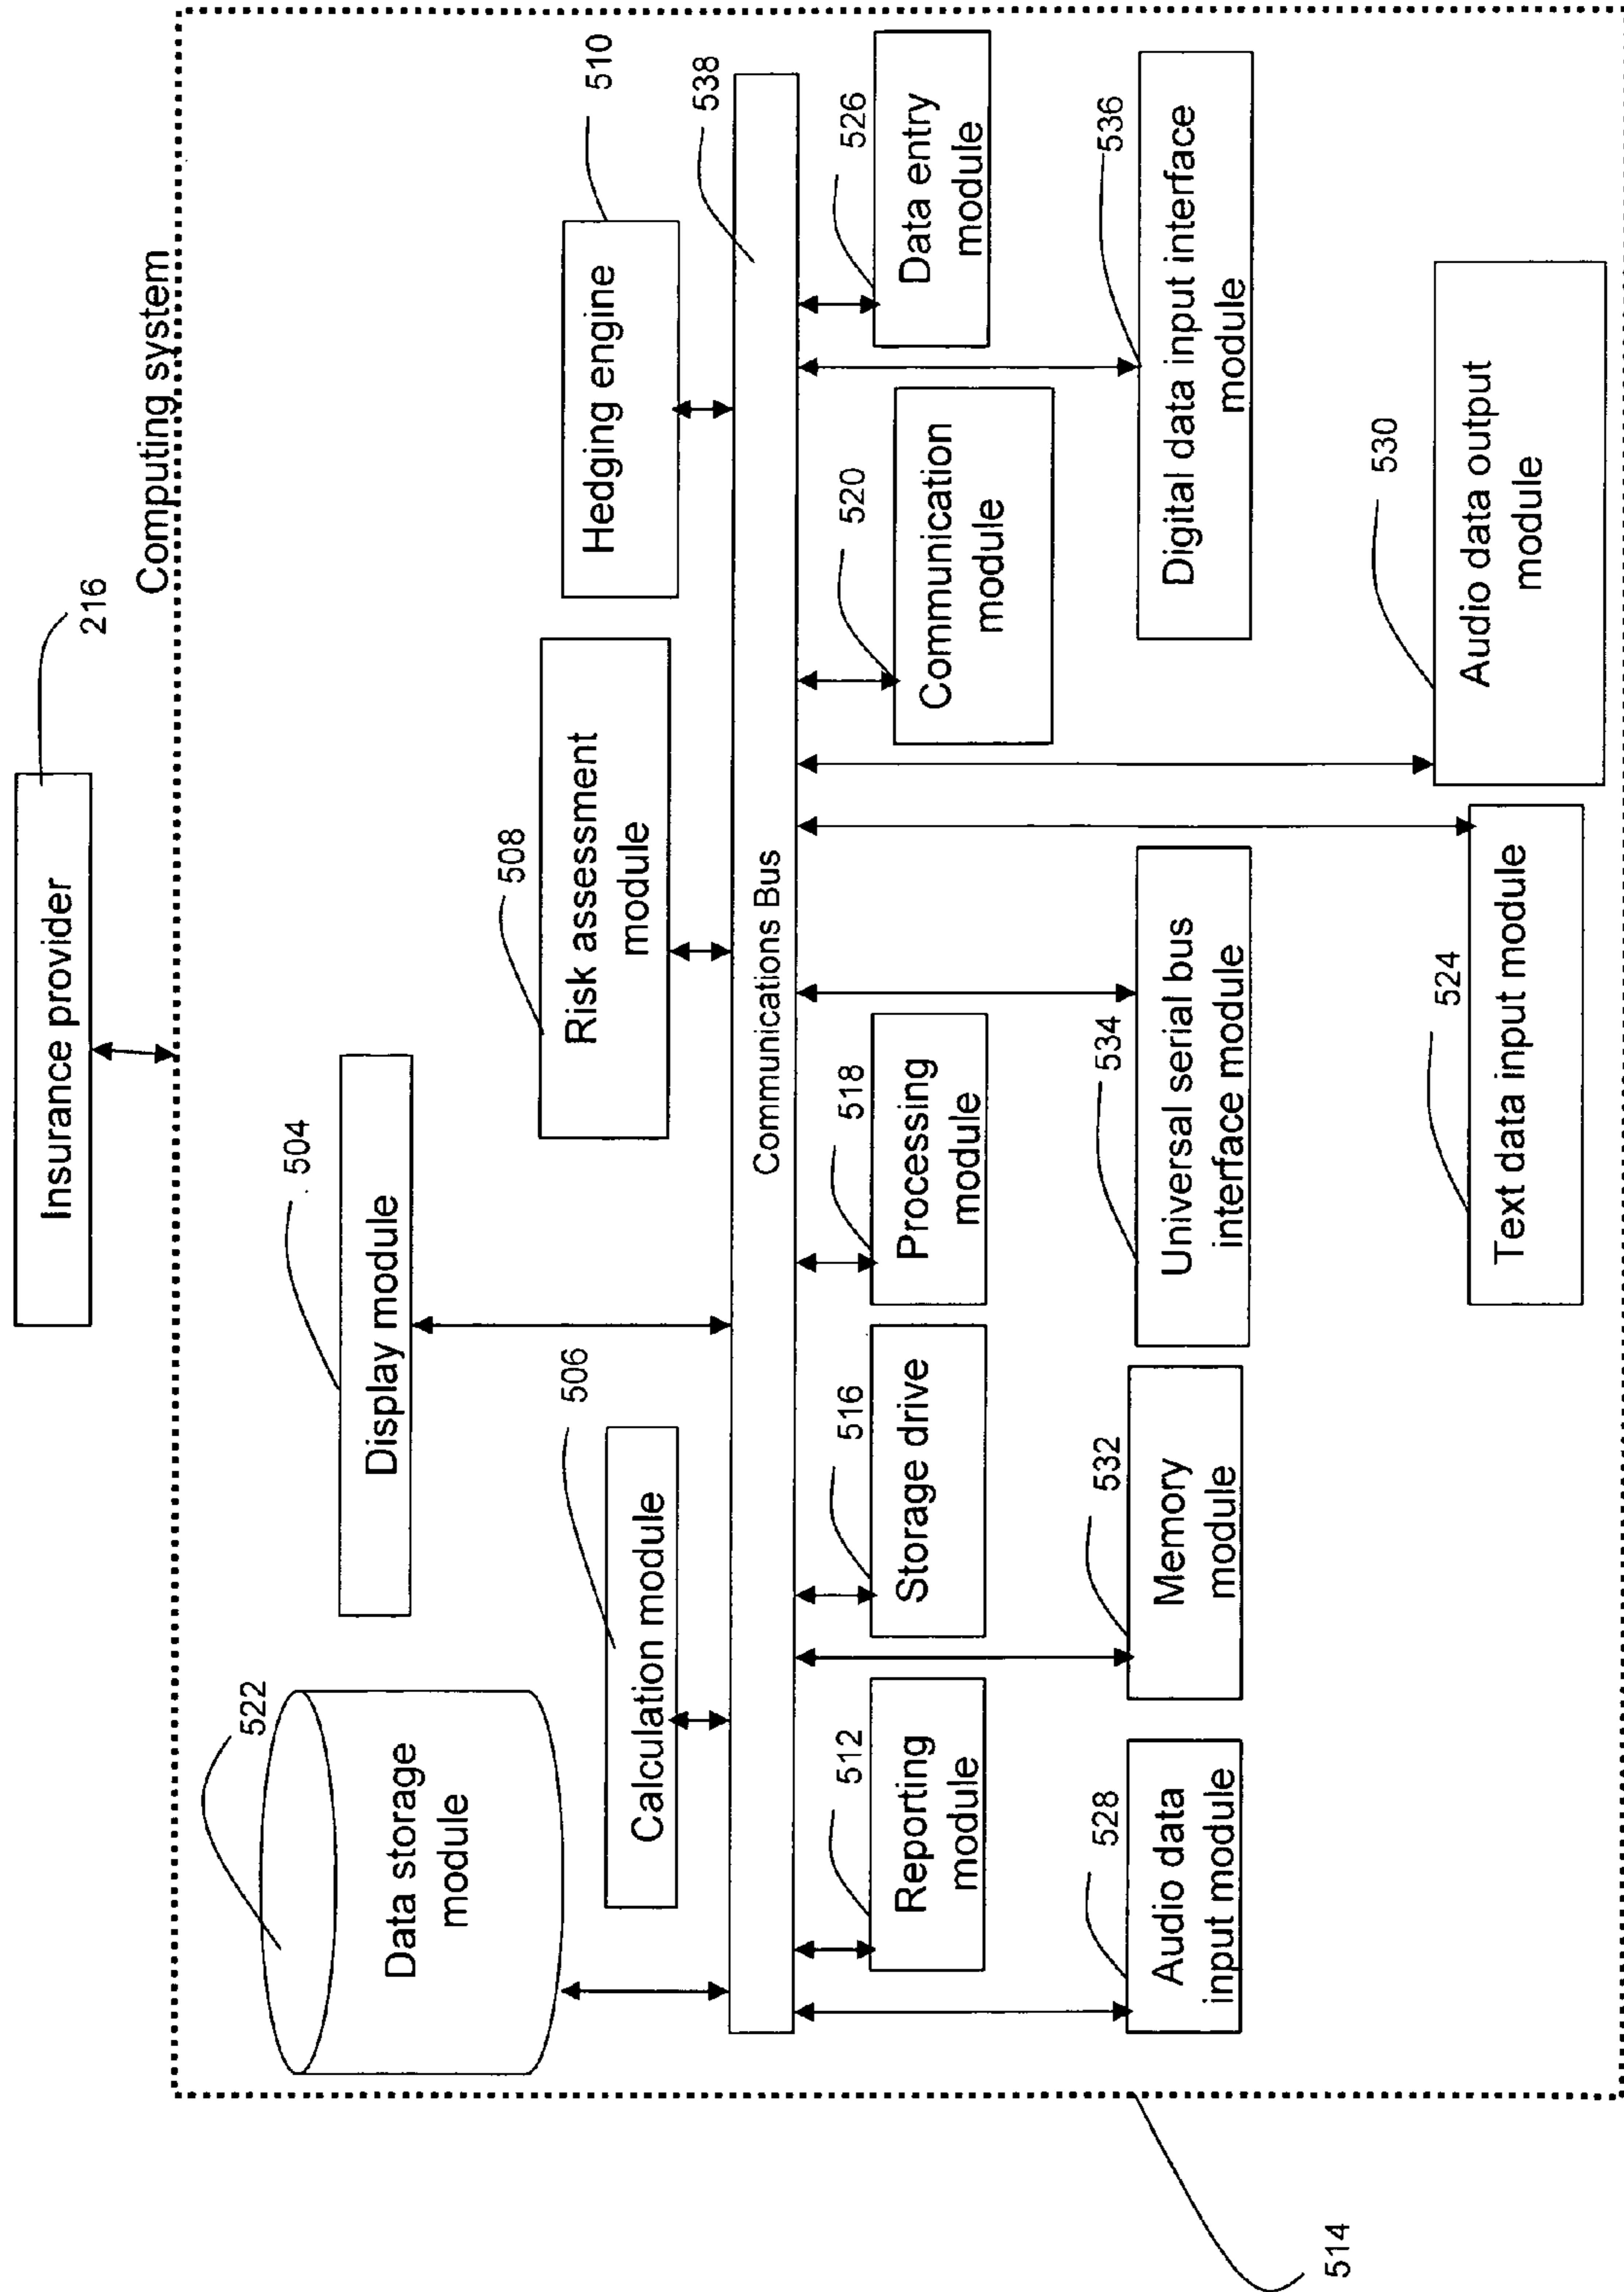 Insurance provider
216
Computing system
522
Data storage
module
504
Display module
506
Calculation module
508
Risk assessment
module
Hedging engine
510
Communications Bus
538
512
Reporting
module
516
Storage drive
518
Processing
module
520
Communication
module
526
Data entry
module
528
Audio data
input module
532
Memory
module
534
Universal serial bus
interface module
536
Digital data input interface
module
524
Text data input module
530
Audio data output
module
514